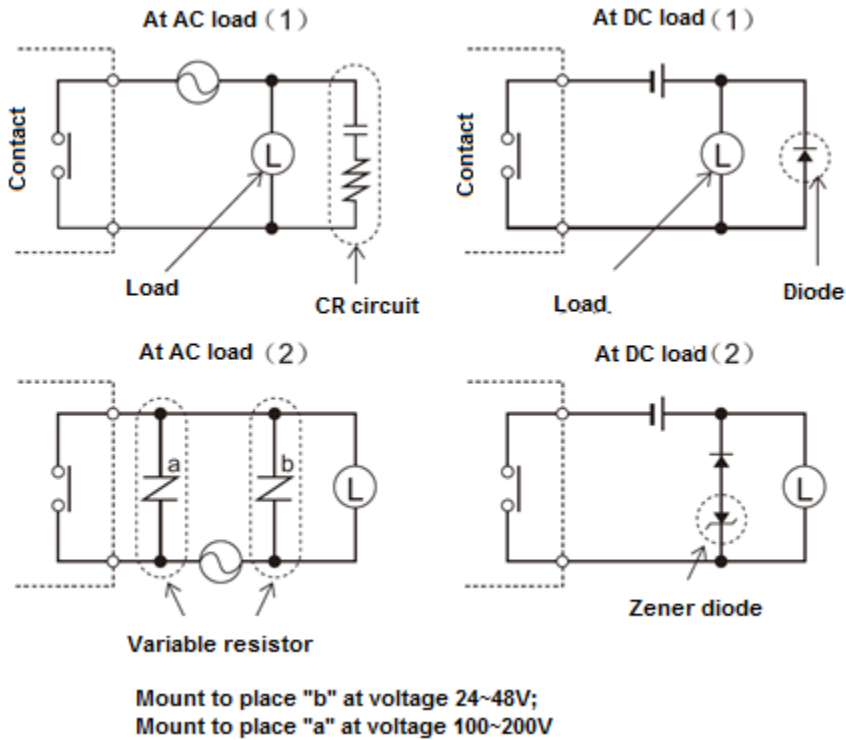 At AC load（1）
At DC load（1）
Contact
Contact
L
L
Load
CR circuit
Load
Diode
At AC load（2）
At DC load（2）
a
b
L
L
Variable resistor
Zener diode
Mount to place "b" at voltage 24~48V;
Mount to place "a" at voltage 100~200V